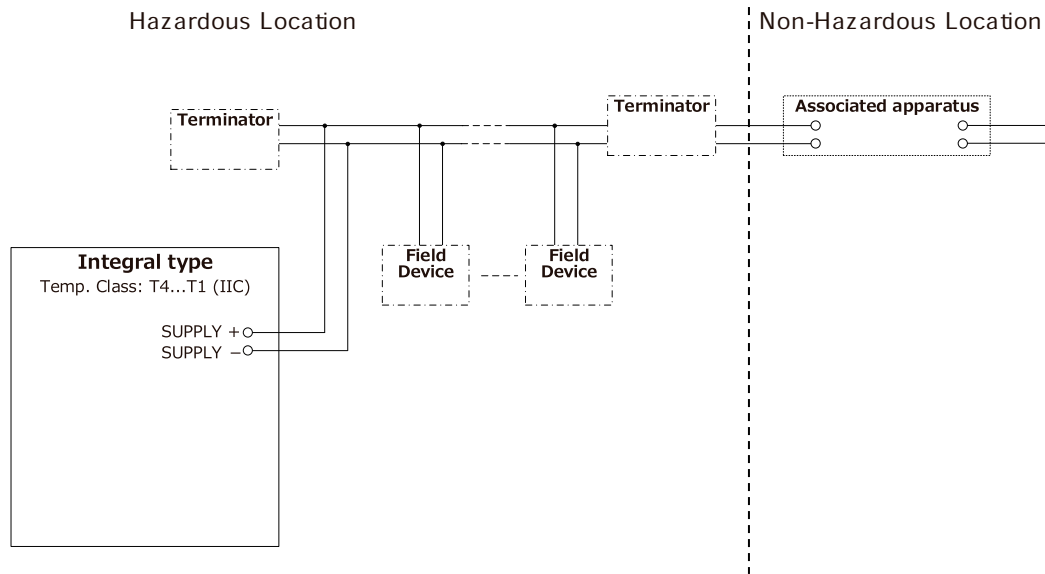 Hazardous Location
Non-Hazardous Location
Terminator
Terminator
Associated apparatus
Integral type
Temp. Class: T4...T1 (IIC)
SUPPLY +
SUPPLY −
Field
Device
Field
Device